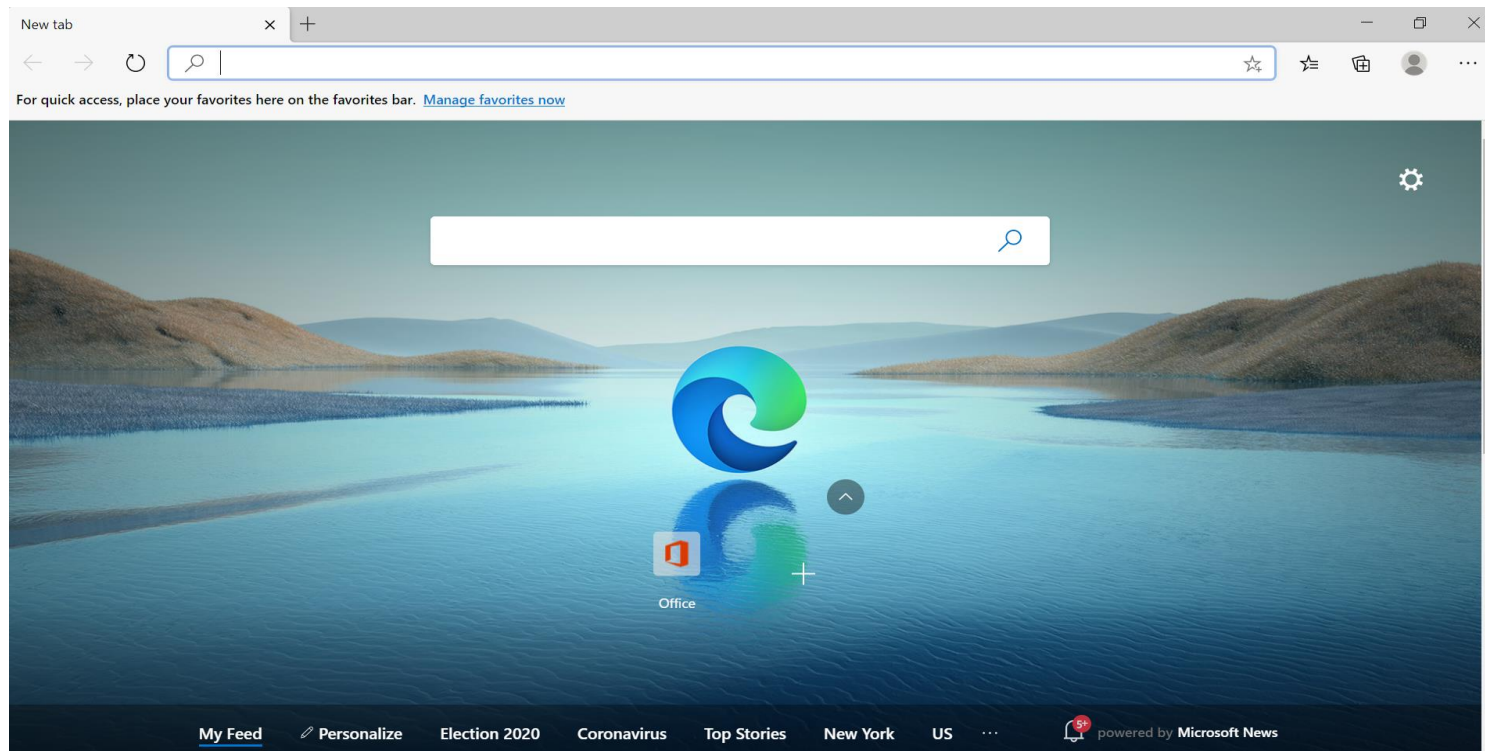 New tab
For quick access, place your favorites here on the favorites bar. Manage favorites now
Office
My Feed Personalize Election 2020 Coronavirus Top Stories New York US ... 5+ powered by Microsoft News